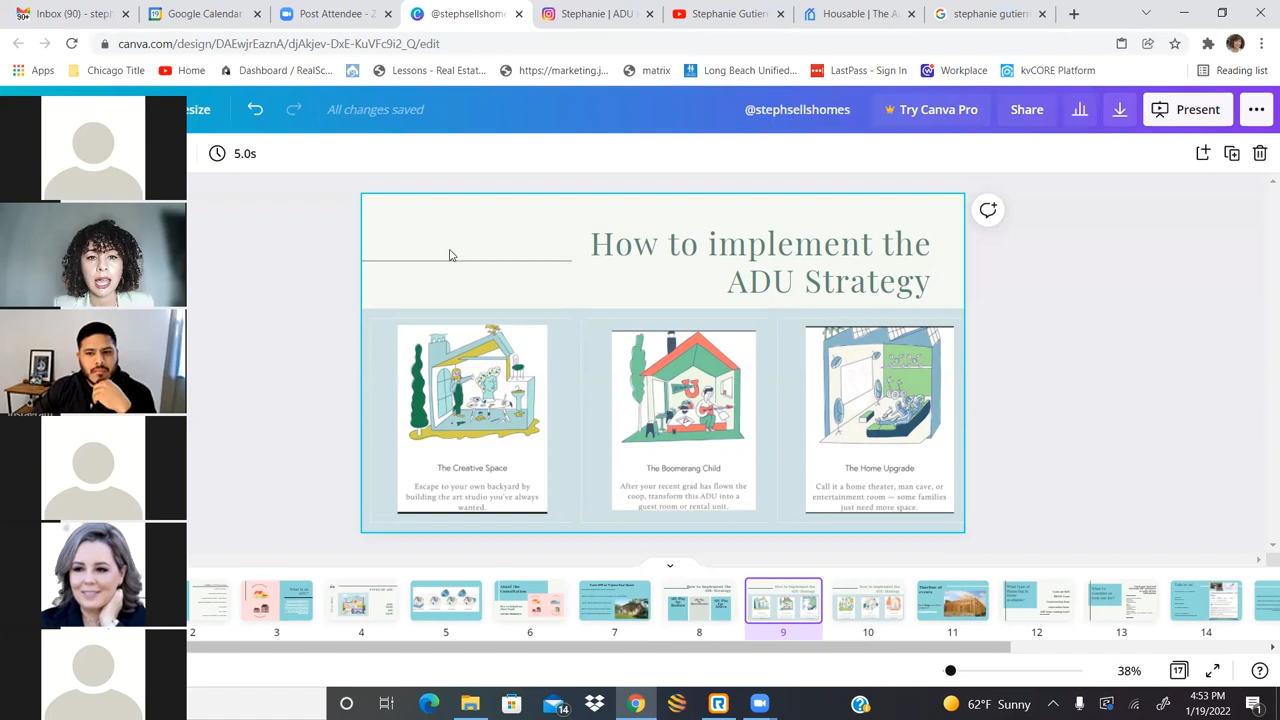 Inbox (90) - steph
Google Calendar
Post Attendee - Z
@stephsellshome
Stephanie | ADU
Stephanie Gutier
Houseable | The A
stephanie gutier
canva.com/design/DAEwjrEaznA/djAkjev-DxE-KuVFc9i2_Q/edit
Apps
Chicago Title
Home
Dashboard / RealSc...
Lessons - Real Estat...
https://marketing.j...
matrix
Long Beach Unified...
LastPass - Sign In
Workplace
kvCORE Platform
Reading list
esize
All changes saved
@stephsellshomes
Try Canva Pro
Share
Present
5.0s
How to implement the
ADU Strategy
The Creative Space
Escape to your own backyard by
building the art studio you've always
wanted.
The Boomerang Child
After your recent grad has flown the
coop, transform this ADU into a
guest room or rental unit.
The Home Upgrade
Call it a home theater, man cave, or
entertainment room — some families
just need more space.
2
3
4
5
6
7
8
9
10
11
12
13
14
38%
17
14
62°F Sunny
4:53 PM
1/19/2022